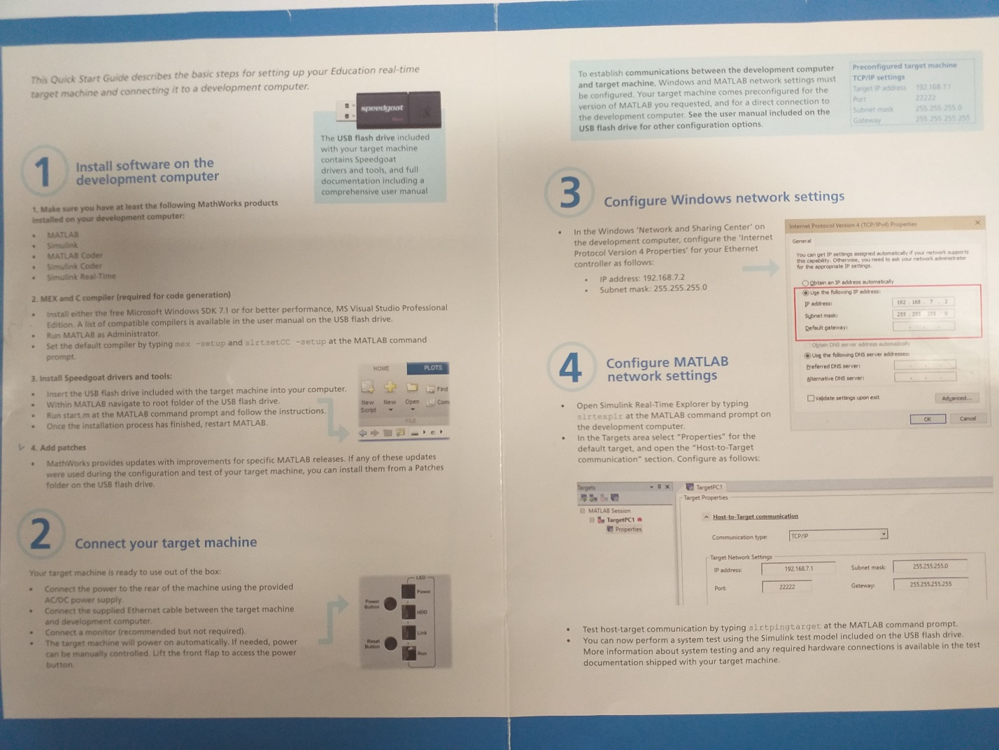 This Quick Start Guide describes the basic steps for setting up your Education real-time
target machine and connecting it to a development computer.
speedgoat
The USB flash drive included
with your target machine
contains Speedgoat
drivers and tools, and full
documentation including a
comprehensive user manual
1
Install software on the
development computer
1. Make sure you have at least the following MathWorks products
installed on your development computer:
• MATLAB
• Simulink
• MATLAB Coder
• Simulink Coder
• Simulink Real-Time
2. MEX and C compiler (required for code generation)
• Install either the free Microsoft Windows SDK 7.1 or for better performance, MS Visual Studio Professional
Edition. A list of compatible compilers is available in the user manual on the USB flash drive.
• Run MATLAB as Administrator.
• Set the default compiler by typing mex -setup and slrtsetCC -setup at the MATLAB command
prompt.
3. Install Speedgoat drivers and tools:
• Insert the USB flash drive included with the target machine into your computer.
• Within MATLAB navigate to root folder of the USB flash drive.
• Run start.m at the MATLAB command prompt and follow the instructions.
• Once the installation process has finished, restart MATLAB.
HOME PLOTS
New Script New Open Find
Com
FILE
4. Add patches
• MathWorks provides updates with improvements for specific MATLAB releases. If any of these updates
were used during the configuration and test of your target machine, you can install them from a Patches
folder on the USB flash drive.
2
Connect your target machine
Your target machine is ready to use out of the box:
• Connect the power to the rear of the machine using the provided
AC/DC power supply.
• Connect the supplied Ethernet cable between the target machine
and development computer.
• Connect a monitor (recommended but not required).
• The target machine will power on automatically. If needed, power
can be manually controlled. Lift the front flap to access the power
button.
LED
Power Button
Power
HDD
Link
Reset Button
Run
To establish communications between the development computer
and target machine, Windows and MATLAB network settings must
be configured. Your target machine comes preconfigured for the
version of MATLAB you requested, and for a direct connection to
the development computer. See the user manual included on the
USB flash drive for other configuration options.
Preconfigured target machine
TCP/IP settings
Target IP address 192.168.7.1
Port 22222
Subnet mask 255.255.255.0
Gateway 255.255.255.255
3
Configure Windows network settings
• In the Windows 'Network and Sharing Center' on
the development computer, configure the 'Internet
Protocol Version 4 Properties' for your Ethernet
controller as follows:
• IP address: 192.168.7.2
• Subnet mask: 255.255.255.0
Internet Protocol Version 4 (TCP/IPv4) Properties
General
You can get IP settings assigned automatically if your network supports
this capability. Otherwise, you need to ask your network administrator
for the appropriate IP settings.
Obtain an IP address automatically
Use the following IP address:
IP address: 192 . 168 . 7 . 2
Subnet mask: 255 . 255 . 255 . 0
Default gateway: . . .
Obtain DNS server address automatically
Use the following DNS server addresses:
Preferred DNS server: . . .
Alternative DNS server: . . .
Validate settings upon exit
Advanced...
OK Cancel
4
Configure MATLAB
network settings
• Open Simulink Real-Time Explorer by typing
slrtexplr at the MATLAB command prompt on
the development computer.
• In the Targets area select "Properties" for the
default target, and open the "Host-to-Target
communication" section. Configure as follows:
Targets
MATLAB Session
TargetPC1
Properties
TargetPC1
Target Properties
Host-to-Target communication
Communication type: TCP/IP
Target Network Settings
IP address: 192.168.7.1 Subnet mask: 255.255.255.0
Port: 22222 Gateway: 255.255.255.255
• Test host-target communication by typing slrtpingtarget at the MATLAB command prompt.
• You can now perform a system test using the Simulink test model included on the USB flash drive.
More information about system testing and any required hardware connections is available in the test
documentation shipped with your target machine.